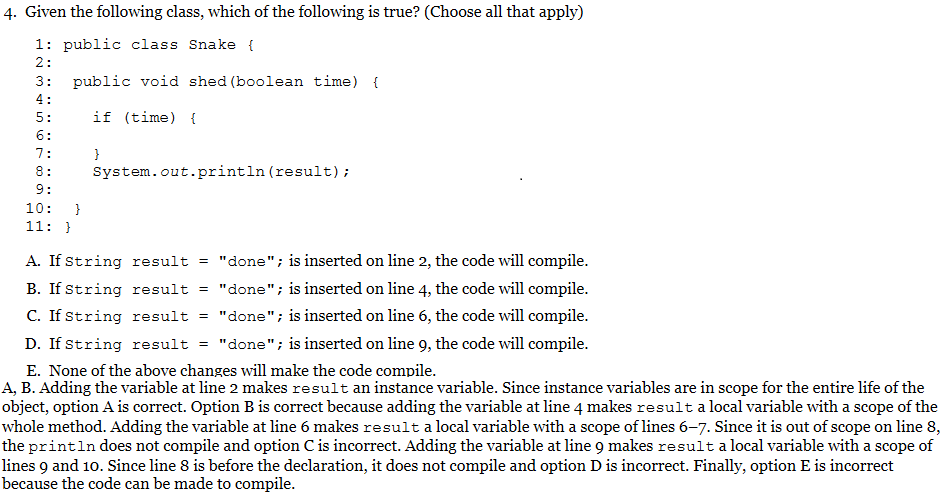 4. Given the following class, which of the following is true? (Choose all that apply)
1: public class Snake {
2:
3: public void shed(boolean time) {
4:
5: if (time) {
6:
7: }
8: System.out.println(result);
9:
10: }
11: }
A. If String result = "done"; is inserted on line 2, the code will compile.
B. If String result = "done"; is inserted on line 4, the code will compile.
C. If String result = "done"; is inserted on line 6, the code will compile.
D. If String result = "done"; is inserted on line 9, the code will compile.
E. None of the above changes will make the code compile.
A, B. Adding the variable at line 2 makes result an instance variable. Since instance variables are in scope for the entire life of the
object, option A is correct. Option B is correct because adding the variable at line 4 makes result a local variable with a scope of the
whole method. Adding the variable at line 6 makes result a local variable with a scope of lines 6–7. Since it is out of scope on line 8,
the println does not compile and option C is incorrect. Adding the variable at line 9 makes result a local variable with a scope of
lines 9 and 10. Since line 8 is before the declaration, it does not compile and option D is incorrect. Finally, option E is incorrect
because the code can be made to compile.